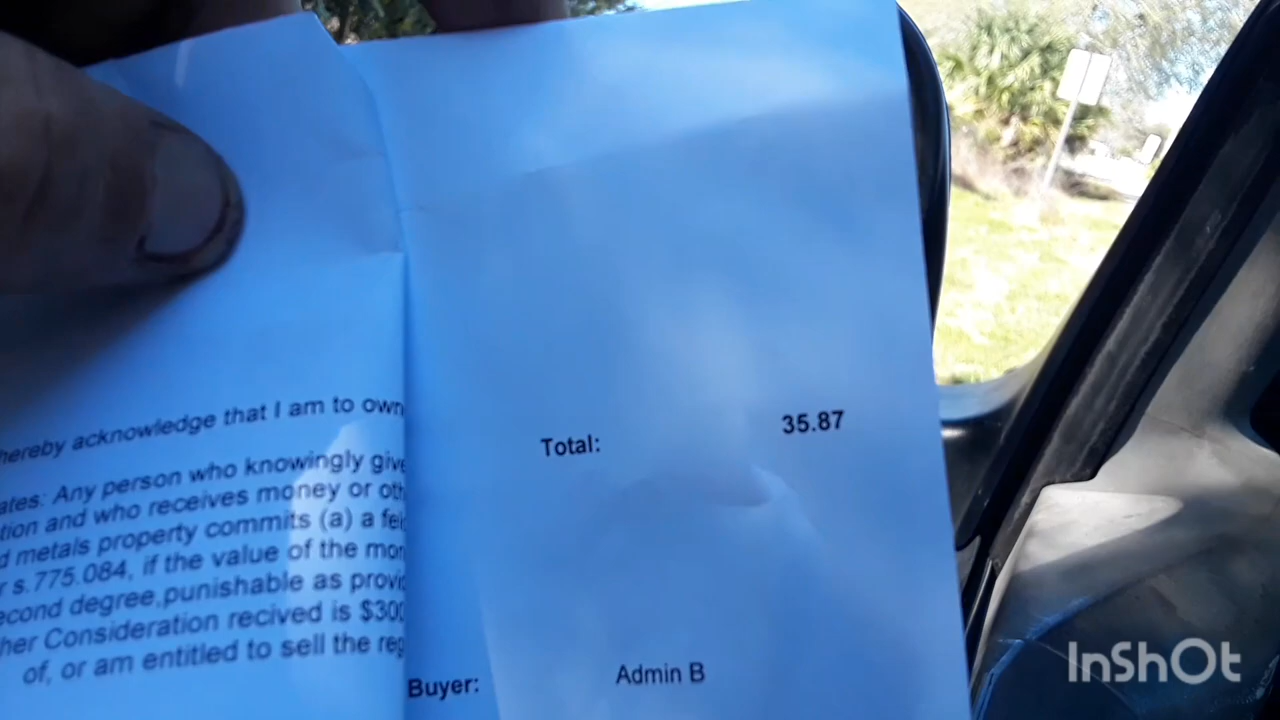 hereby acknowledge that I am to own
ates: Any person who knowingly give
tion and who receives money or oth
d metals property commits (a) a felo
r s.775.084, if the value of the mon
econd degree,punishable as provid
her Consideration recived is $300
of, or am entitled to sell the reg
Total: 35.87
Buyer: Admin B
InShOt